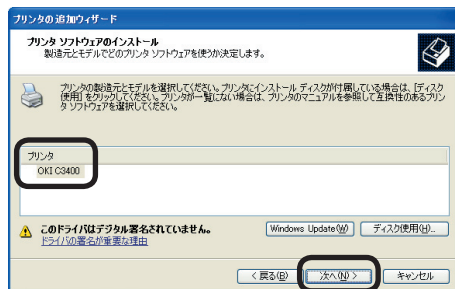 プリンタの追加ウィザード
プリンタ ソフトウェアのインストール
製造元とモデルでどのプリンタ ソフトウェアを使うか決定します。
プリンタの製造元とモデルを選択してください。プリンタにインストール ディスクが付属している場合は、[ディスク
使用] をクリックしてください。プリンタが一覧にない場合は、プリンタのマニュアルを参照して互換性のあるプリン
タ ソフトウェアを選択してください。
プリンタ
OKI C3400
このドライバはデジタル署名されていません。
ドライバの署名が重要な理由
Windows Update(W)
ディスク使用(H)...
< 戻る(B)
次へ(N) >
キャンセル